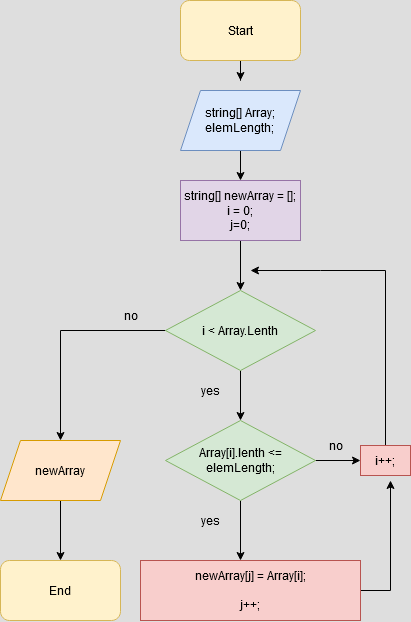 Start
string[] Array;
elemLength;
string[] newArray = [];
i = 0;
j=0;
i < Array.Lenth
no
yes
Array[i].lenth <=
elemLength;
no
i++;
newArray
yes
newArray[j] = Array[i];
j++;
End